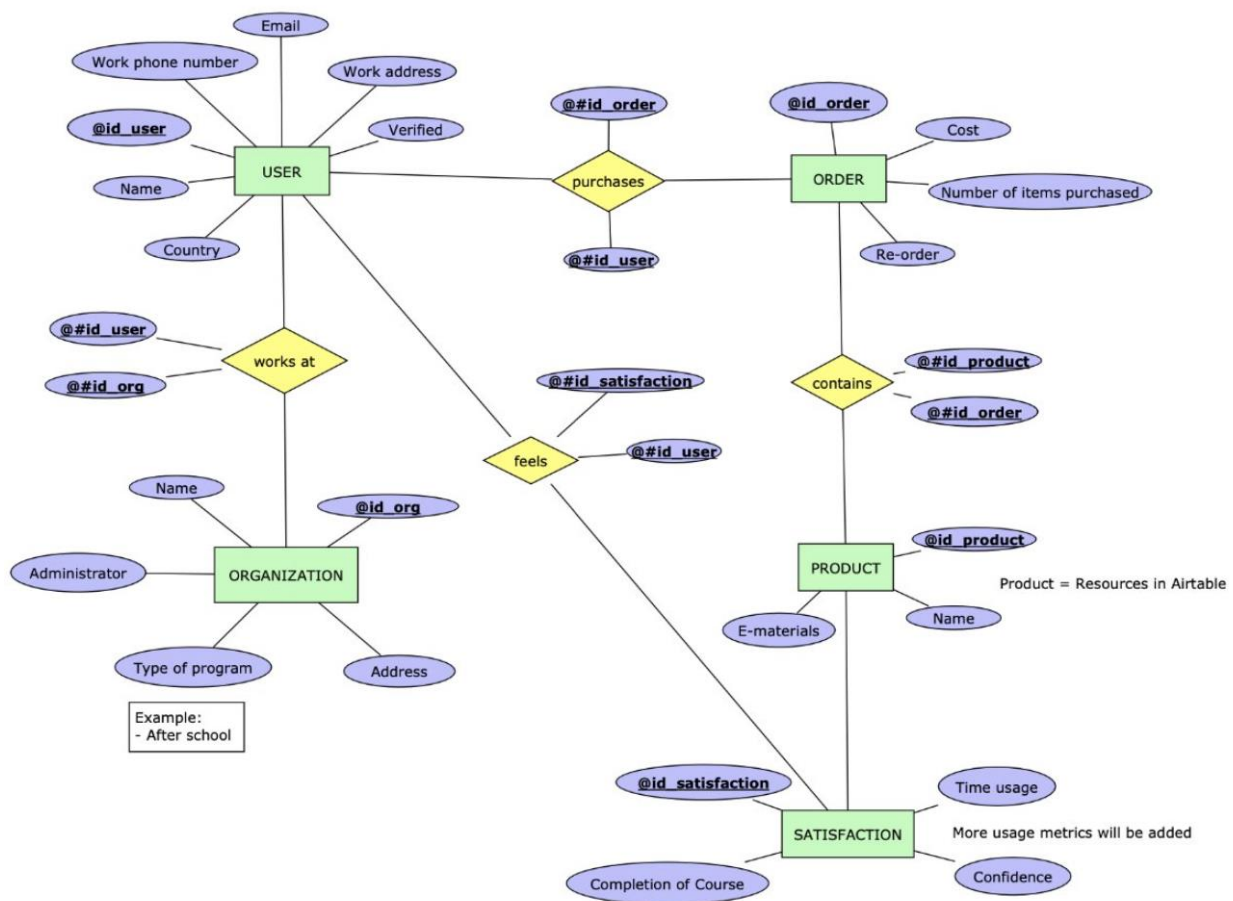 Email
Work phone number
Work address
@id_user
Verified
USER
Name
Country
@#id_order
purchases
@#id_user
@id_order
Cost
ORDER
Number of items purchased
Re-order
@#id_user
works at
@#id_org
@#id_satisfaction
@#id_user
feels
@#id_product
contains
@#id_order
Name
@id_org
Administrator
ORGANIZATION
Type of program
Address
Example:
- After school
@id_product
PRODUCT
Product = Resources in Airtable
E-materials
Name
@id_satisfaction
Time usage
SATISFACTION
More usage metrics will be added
Completion of Course
Confidence